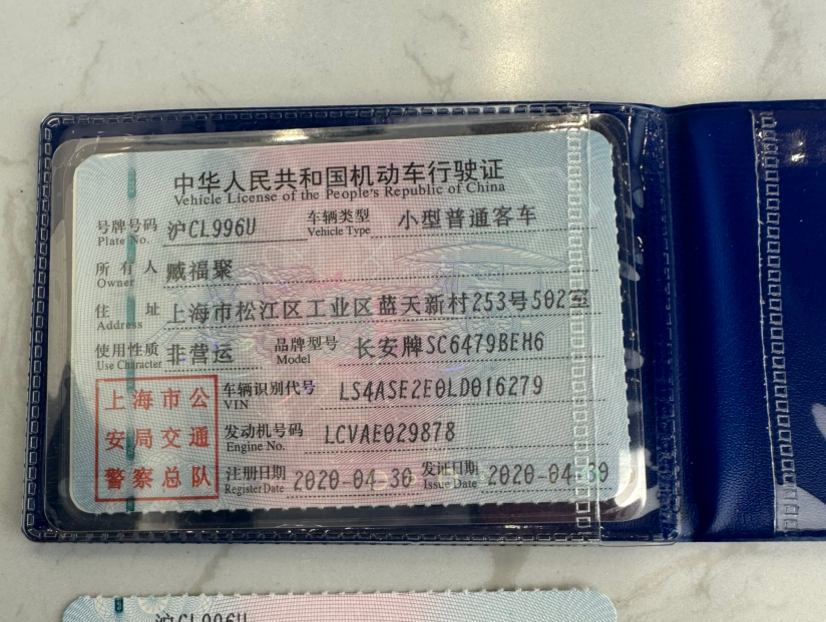 中华人民共和国机动车行驶证
Vehicle License of the People's Republic of China
号牌号码 沪CL996U 车辆类型 小型普通客车
Plate No. Vehicle Type
所有人 臧福聚
Owner
住址 上海市松江区工业区蓝天新村253号502室
Address
使用性质 非营运 品牌型号 长安牌SC6479BEH6
Use Character Model
上海市公
安局交通
警察总队
车辆识别代号 LS4ASE2E0LD016279
VIN
发动机号码 LCVAE029878
Engine No.
注册日期 2020-04-30 发证日期 2020-04-30
Register Date Issue Date
沪CL996U